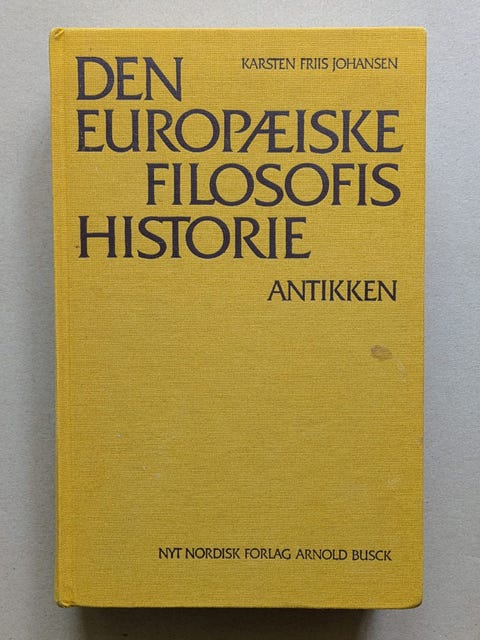 KARSTEN FRIIS JOHANSEN
DEN
EUROPÆISKE
FILOSOFIS
HISTORIE
ANTIKKEN
NYT NORDISK FORLAG ARNOLD BUSCK